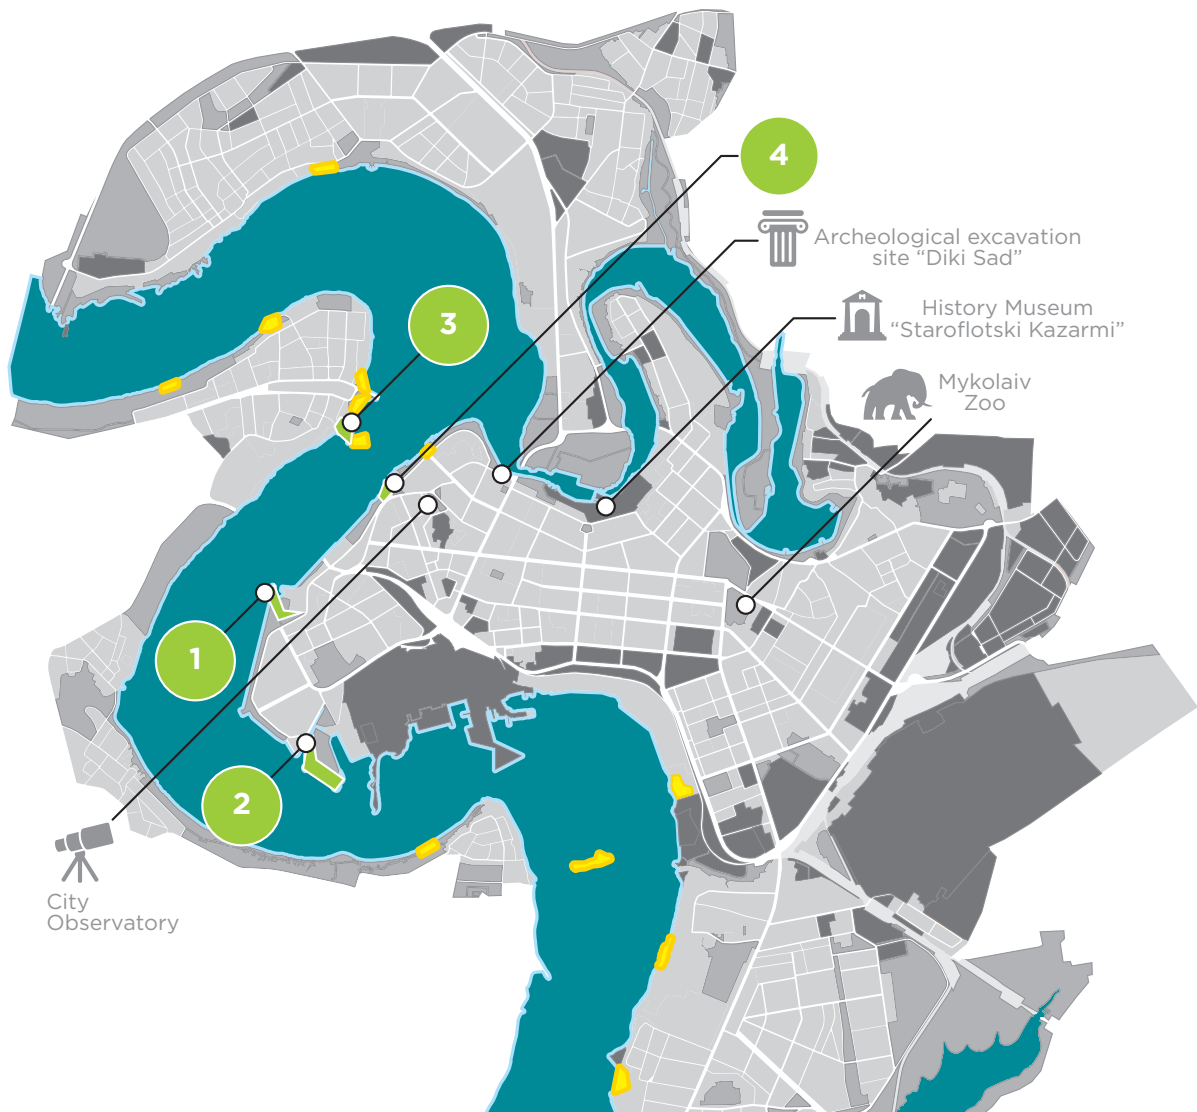 4
Archeological excavation
site “Diki Sad”
3
History Museum
“Staroflotski Kazarmi”
Mykolaiv
Zoo
1
2
City
Observatory